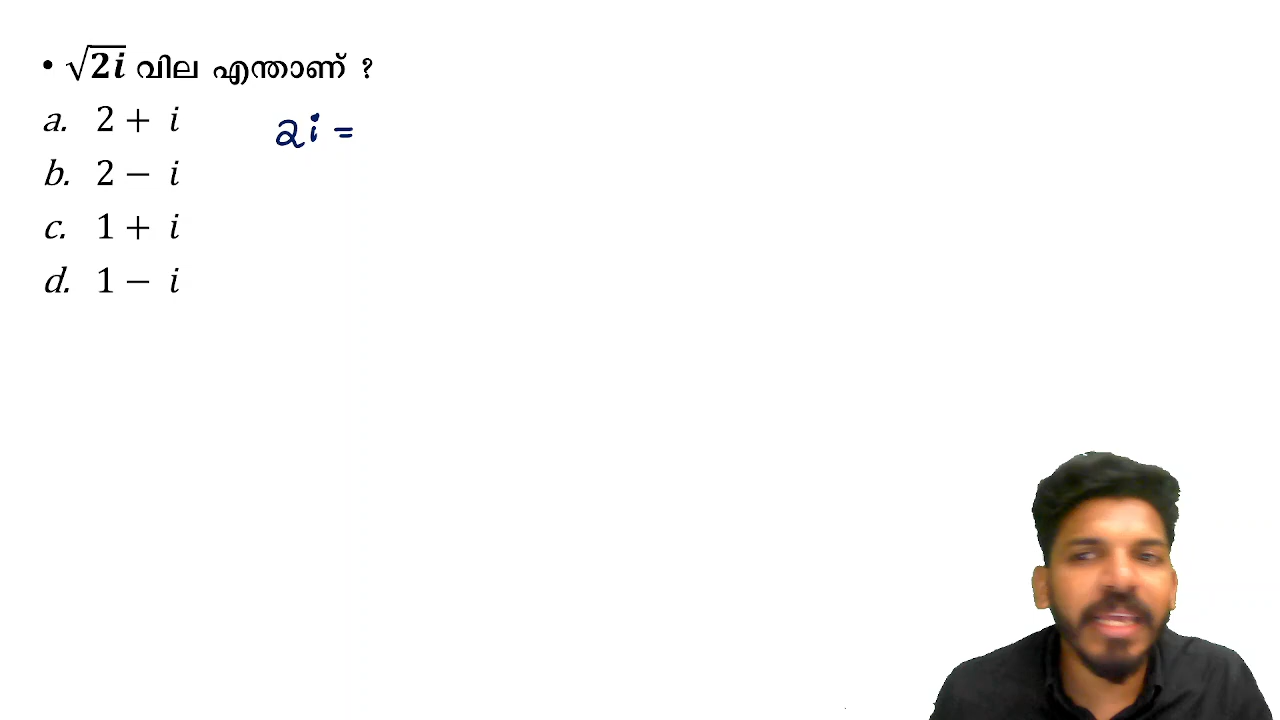 • √2i വില എന്താണ് ?
a. 2 + i
2i =
b. 2 − i
c. 1 + i
d. 1 − i